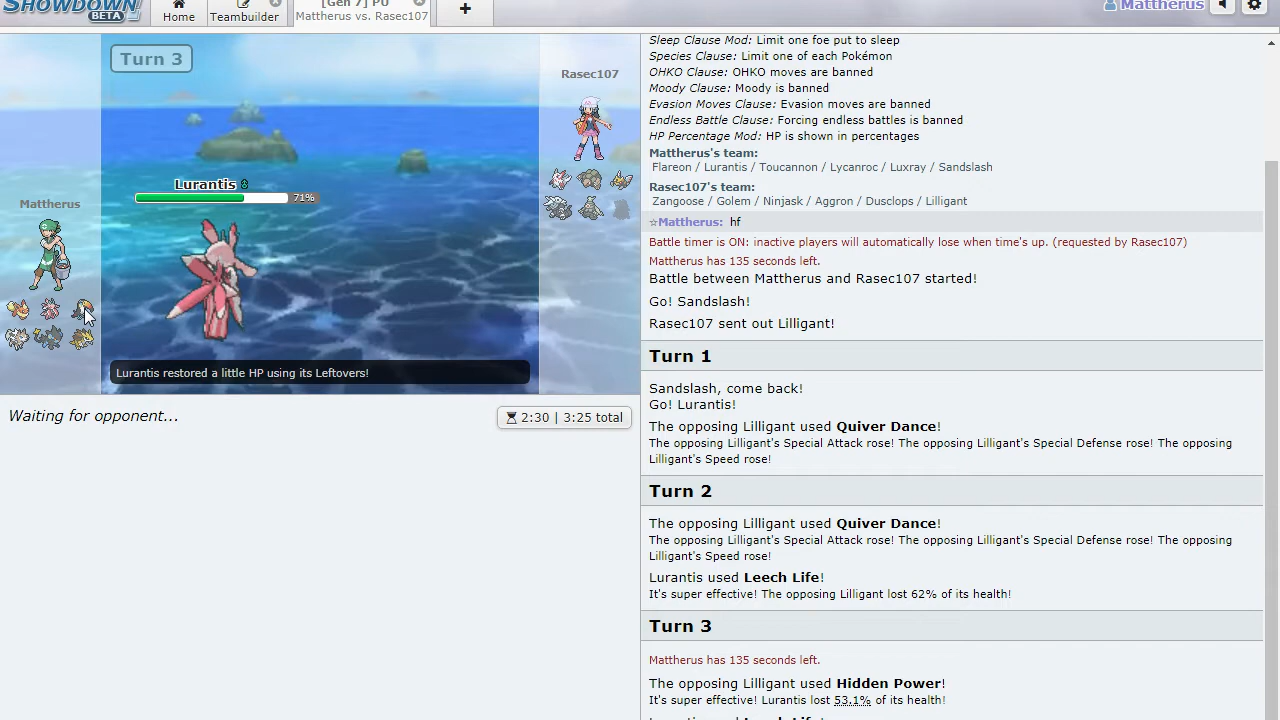 SHOWDOWN
BETA
Home
Teambuilder
[Gen 7] PU
Mattherus vs. Rasec107
+
Mattherus
Turn 3
Rasec107
Lurantis
71%
Mattherus
Lurantis restored a little HP using its Leftovers!
Waiting for opponent...
2:30 | 3:25 total
Sleep Clause Mod: Limit one foe put to sleep
Species Clause: Limit one of each Pokémon
OHKO Clause: OHKO moves are banned
Moody Clause: Moody is banned
Evasion Moves Clause: Evasion moves are banned
Endless Battle Clause: Forcing endless battles is banned
HP Percentage Mod: HP is shown in percentages
Mattherus's team:
Flareon / Lurantis / Toucannon / Lycanroc / Luxray / Sandslash
Rasec107's team:
Zangoose / Golem / Ninjask / Aggron / Dusclops / Lilligant
☆Mattherus: hf
Battle timer is ON: inactive players will automatically lose when time's up. (requested by Rasec107)
Mattherus has 135 seconds left.
Battle between Mattherus and Rasec107 started!
Go! Sandslash!
Rasec107 sent out Lilligant!
Turn 1
Sandslash, come back!
Go! Lurantis!
The opposing Lilligant used Quiver Dance!
The opposing Lilligant's Special Attack rose! The opposing Lilligant's Special Defense rose! The opposing
Lilligant's Speed rose!
Turn 2
The opposing Lilligant used Quiver Dance!
The opposing Lilligant's Special Attack rose! The opposing Lilligant's Special Defense rose! The opposing
Lilligant's Speed rose!
Lurantis used Leech Life!
It's super effective! The opposing Lilligant lost 62% of its health!
Turn 3
Mattherus has 135 seconds left.
The opposing Lilligant used Hidden Power!
It's super effective! Lurantis lost 53.1% of its health!
Lurantis used Leech Life!